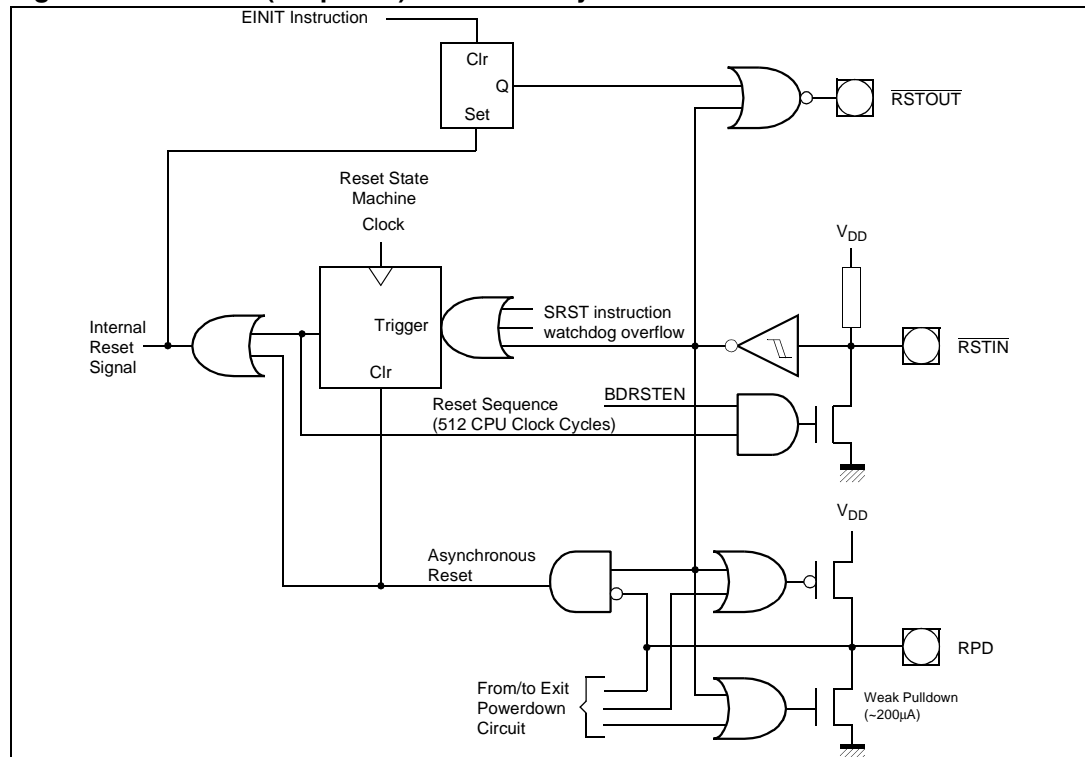 EINIT Instruction
Clr
Q
Set
RSTOUT
Reset State
Machine
Clock
VDD
Internal
Reset
Signal
Trigger
Clr
SRST instruction
watchdog overflow
RSTIN
BDRSTEN
Reset Sequence
(512 CPU Clock Cycles)
VDD
Asynchronous
Reset
RPD
From/to Exit
Powerdown
Circuit
Weak Pulldown
(~200µA)